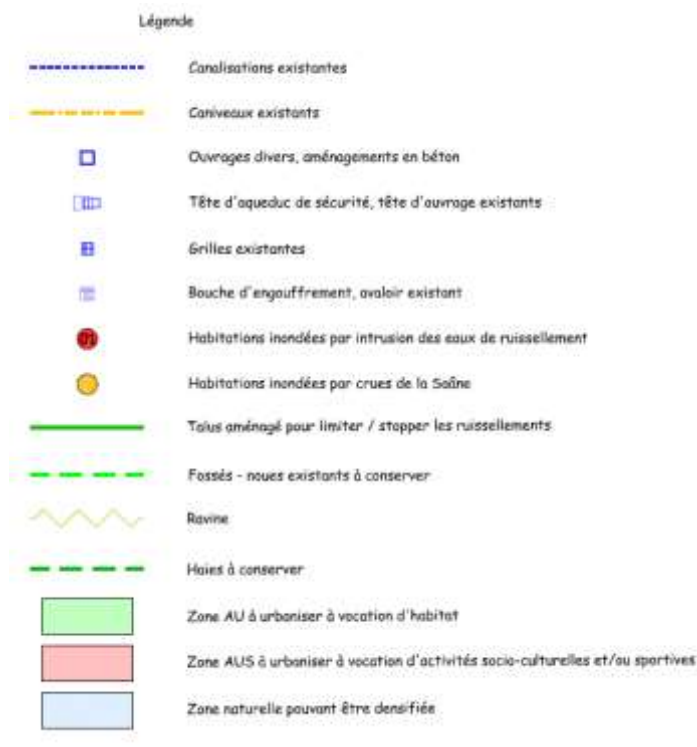 Légende
Canalisations existantes
Caniveaux existants
Ouvrages divers, aménagements en béton
Tête d'aqueduc de sécurité, tête d'ouvrage existants
Grilles existantes
Bouche d'engouffrement, avaloir existant
Habitations inondées par intrusion des eaux de ruissellement
Habitations inondées par crues de la Saâne
Talus aménagé pour limiter / stopper les ruissellements
Fossés - noues existants à conserver
Ravine
Haies à conserver
Zone AU à urbaniser à vocation d'habitat
Zone AUS à urbaniser à vocation d'activités socio-culturelles et/ou sportives
Zone naturelle pouvant être densifiée